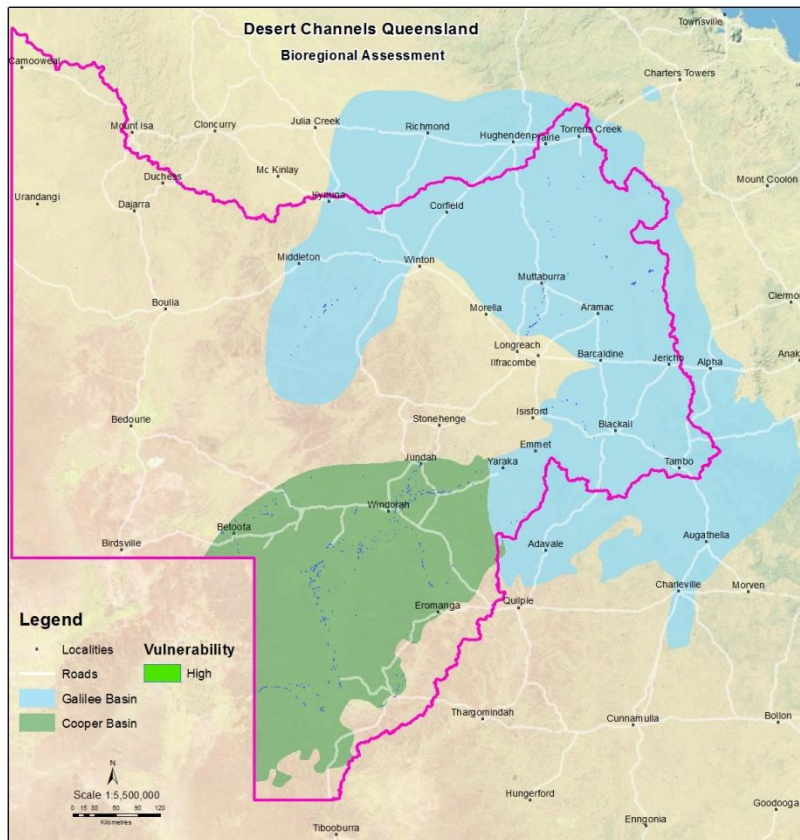 Desert Channels Queensland
Bioregional Assessment
Townsville
Camooweal
Charters Towers
Mount Isa
Cloncurry
Julia Creek
Richmond
Hughenden
Prairie
Torrens Creek
Mc Kinlay
Duchess
Mount Coolon
Urandangi
Dajarra
Kynuna
Corfield
Middleton
Winton
Muttaburra
Boulia
Morella
Aramac
Clermo
Longreach
Ilfracombe
Barcaldine
Jericho
Alpha
Anak
Bedourie
Stonehenge
Isisford
Blackall
Emmet
Jundah
Yaraka
Tambo
Windorah
Betoota
Birdsville
Adavale
Augathella
Charleville
Morven
Eromanga
Quilpie
Legend
Localities
Roads
Galilee Basin
Cooper Basin
Vulnerability
High
Thargomindah
Cunnamulla
Bollon
N
Scale 1:5,500,000
0 15 30 60 90 120
Kilometres
Hungerford
Goodooga
Enngonia
Tibooburra